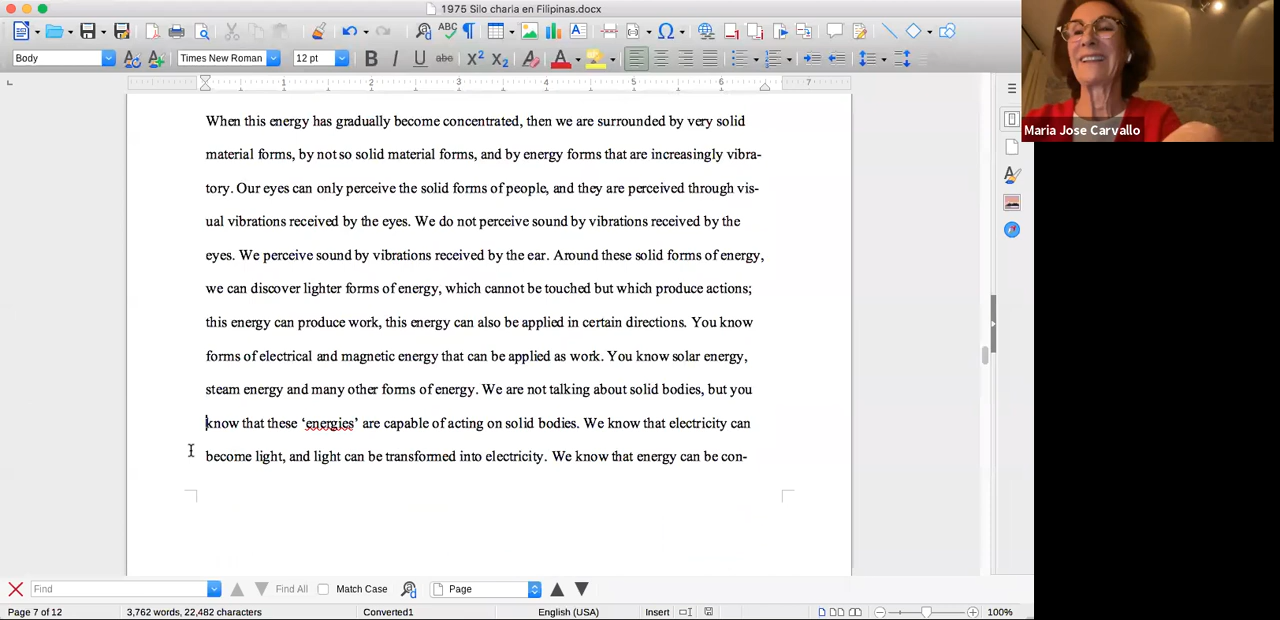 1975 Silo charia en Filipinas.docx
Body
Times New Roman
12 pt
1 2 3 4 5 6 7
When this energy has gradually become concentrated, then we are surrounded by very solid
material forms, by not so solid material forms, and by energy forms that are increasingly vibra-
tory. Our eyes can only perceive the solid forms of people, and they are perceived through vis-
ual vibrations received by the eyes. We do not perceive sound by vibrations received by the
eyes. We perceive sound by vibrations received by the ear. Around these solid forms of energy,
we can discover lighter forms of energy, which cannot be touched but which produce actions;
this energy can produce work, this energy can also be applied in certain directions. You know
forms of electrical and magnetic energy that can be applied as work. You know solar energy,
steam energy and many other forms of energy. We are not talking about solid bodies, but you
know that these ‘energies’ are capable of acting on solid bodies. We know that electricity can
become light, and light can be transformed into electricity. We know that energy can be con-
Maria Jose Carvallo
Find
Find All
Match Case
Page
Page 7 of 12
3,762 words, 22,482 characters
Converted1
English (USA)
Insert
100%